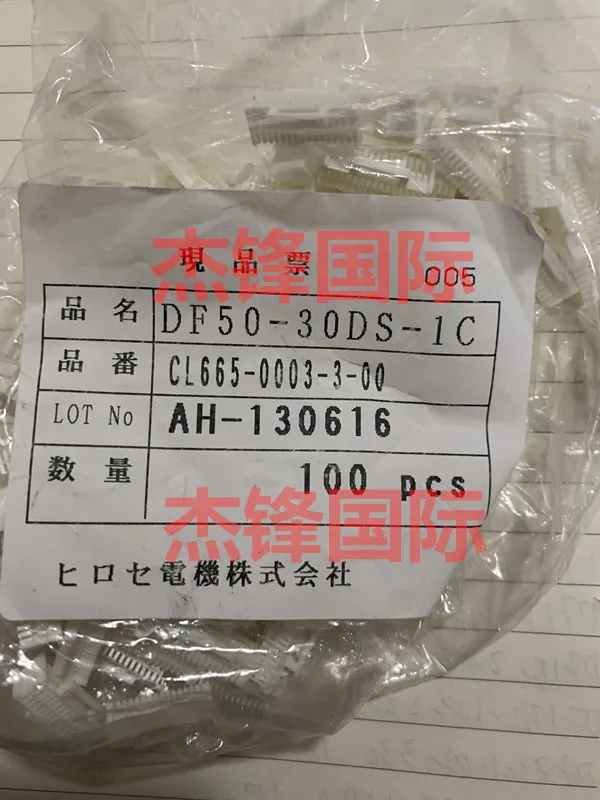 現品票
005
杰锋国际
品名 DF50-30DS-1C
品番 CL665-0003-3-00
LOT No AH-130616
数量 100 pcs
杰锋国际
ヒロセ電機株式会社